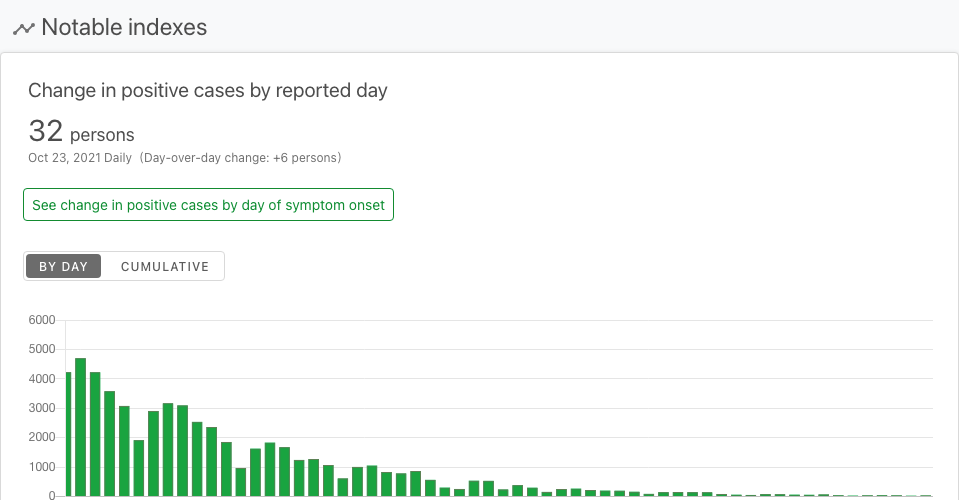 Notable indexes
Change in positive cases by reported day
32 persons
Oct 23, 2021 Daily (Day-over-day change: +6 persons)
See change in positive cases by day of symptom onset
BY DAY CUMULATIVE
6000
5000
4000
3000
2000
1000
0